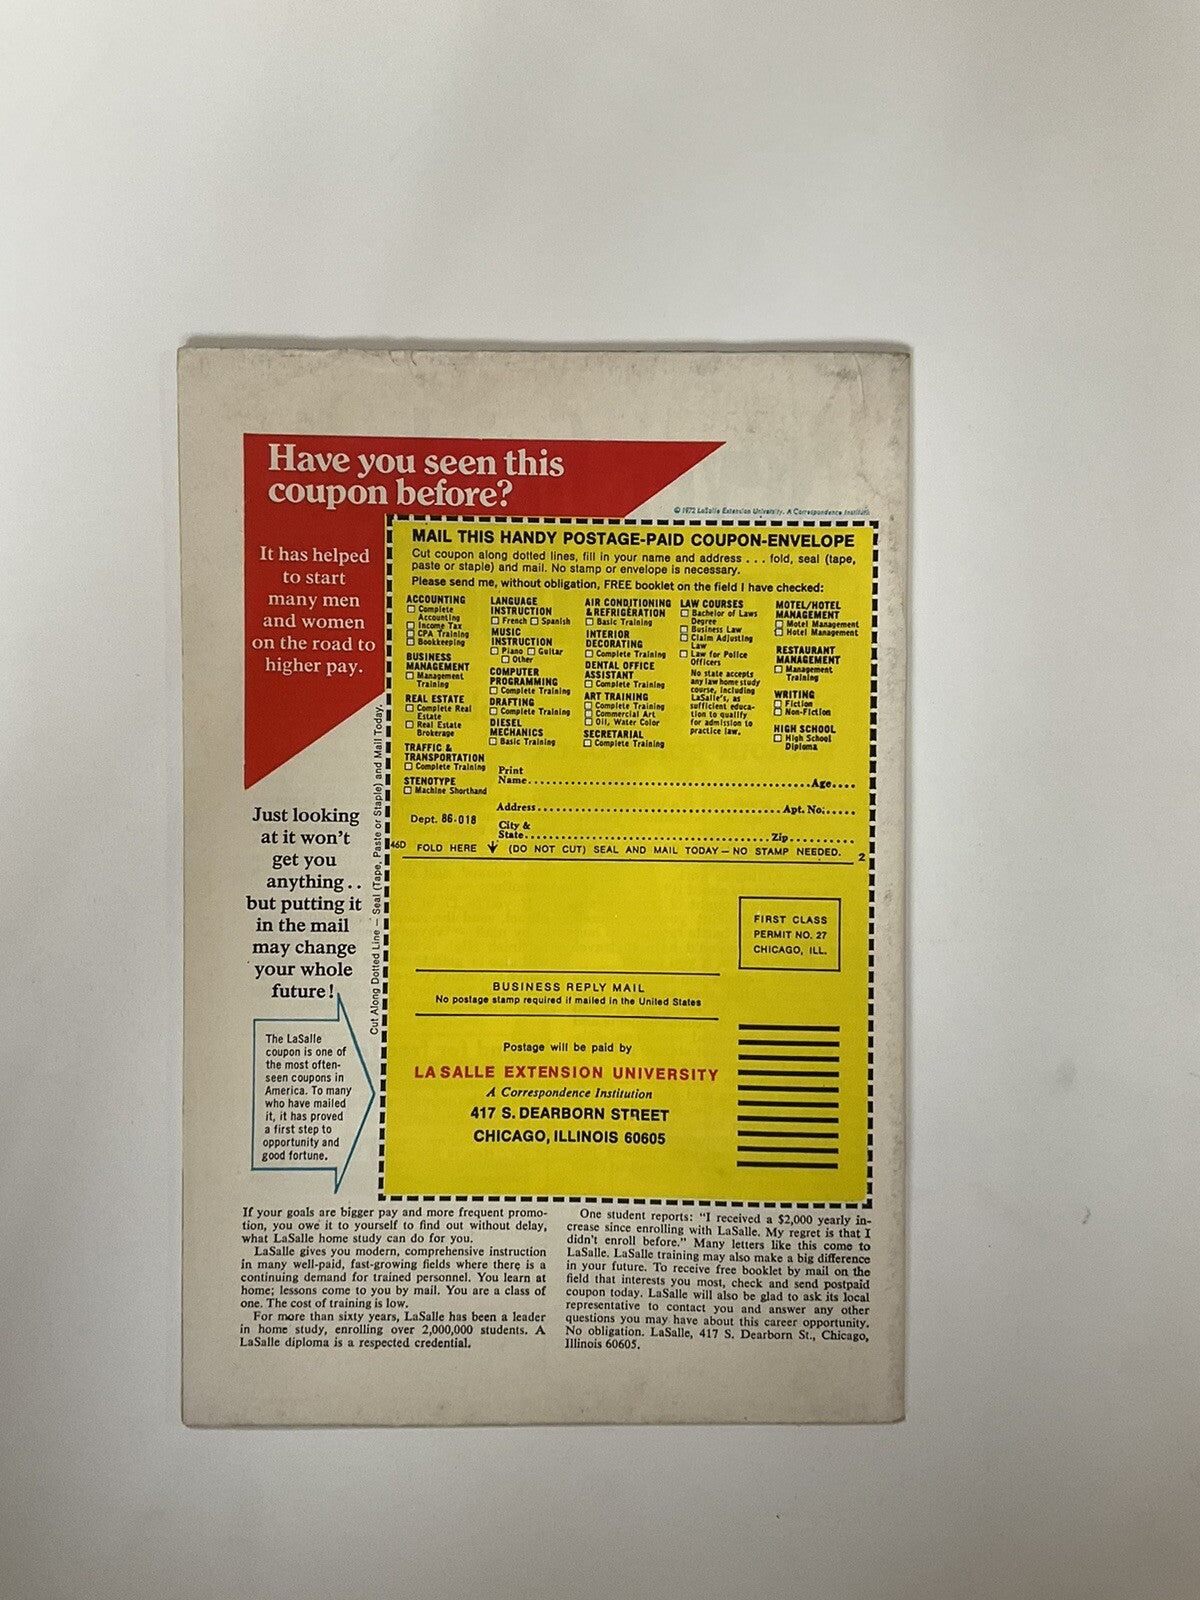 Have you seen this
coupon before?
It has helped
to start
many men
and women
on the road to
higher pay.
© 1972 LaSalle Extension University. A Correspondence Institution
MAIL THIS HANDY POSTAGE-PAID COUPON-ENVELOPE
Cut coupon along dotted lines, fill in your name and address . . . fold, seal (tape,
paste or staple) and mail. No stamp or envelope is necessary.
Please send me, without obligation, FREE booklet on the field I have checked:
ACCOUNTING
☐ Complete
Accounting
☐ Income Tax
☐ CPA Training
☐ Bookkeeping
BUSINESS
MANAGEMENT
☐ Management
Training
REAL ESTATE
☐ Complete Real
Estate
☐ Real Estate
Brokerage
TRAFFIC &
TRANSPORTATION
☐ Complete Training
STENOTYPE
☐ Machine Shorthand
LANGUAGE
INSTRUCTION
☐ French ☐ Spanish
MUSIC
INSTRUCTION
☐ Piano ☐ Guitar
☐ Other
COMPUTER
PROGRAMMING
☐ Complete Training
DRAFTING
☐ Complete Training
DIESEL
MECHANICS
☐ Basic Training
AIR CONDITIONING
& REFRIGERATION
☐ Basic Training
INTERIOR
DECORATING
☐ Complete Training
DENTAL OFFICE
ASSISTANT
☐ Complete Training
ART TRAINING
☐ Complete Training
☐ Commercial Art
☐ Oil, Water Color
SECRETARIAL
☐ Complete Training
LAW COURSES
☐ Bachelor of Laws
Degree
☐ Business Law
☐ Claim Adjusting
Law
☐ Law for Police
Officers
No state accepts
any law home study
course, including
LaSalle's, as
sufficient educa-
tion to qualify
for admission to
practice law.
MOTEL/HOTEL
MANAGEMENT
☐ Motel Management
☐ Hotel Management
RESTAURANT
MANAGEMENT
☐ Management
Training
WRITING
☐ Fiction
☐ Non-Fiction
HIGH SCHOOL
☐ High School
Diploma
Print
Name.......... Age....
Address.......... Apt. No.......
Dept. 86-018
City &
State.......... Zip..........
46D FOLD HERE ↓ (DO NOT CUT) SEAL AND MAIL TODAY — NO STAMP NEEDED. 2
Cut Along Dotted Line — Seal (Tape, Paste or Staple) and Mail Today.
FIRST CLASS
PERMIT NO. 27
CHICAGO, ILL.
BUSINESS REPLY MAIL
No postage stamp required if mailed in the United States
Postage will be paid by
LA SALLE EXTENSION UNIVERSITY
A Correspondence Institution
417 S. DEARBORN STREET
CHICAGO, ILLINOIS 60605
Just looking
at it won't
get you
anything . .
but putting it
in the mail
may change
your whole
future!
The LaSalle
coupon is one of
the most often-
seen coupons in
America. To many
who have mailed
it, it has proved
a first step to
opportunity and
good fortune.
If your goals are bigger pay and more frequent promo-
tion, you owe it to yourself to find out without delay,
what LaSalle home study can do for you.
LaSalle gives you modern, comprehensive instruction
in many well-paid, fast-growing fields where there is a
continuing demand for trained personnel. You learn at
home; lessons come to you by mail. You are a class of
one. The cost of training is low.
For more than sixty years, LaSalle has been a leader
in home study, enrolling over 2,000,000 students. A
LaSalle diploma is a respected credential.
One student reports: "I received a $2,000 yearly in-
crease since enrolling with LaSalle. My regret is that I
didn't enroll before." Many letters like this come to
LaSalle. LaSalle training may also make a big difference
in your future. To receive free booklet by mail on the
field that interests you most, check and send postpaid
coupon today. LaSalle will also be glad to ask its local
representative to contact you and answer any other
questions you may have about this career opportunity.
No obligation. LaSalle, 417 S. Dearborn St., Chicago,
Illinois 60605.